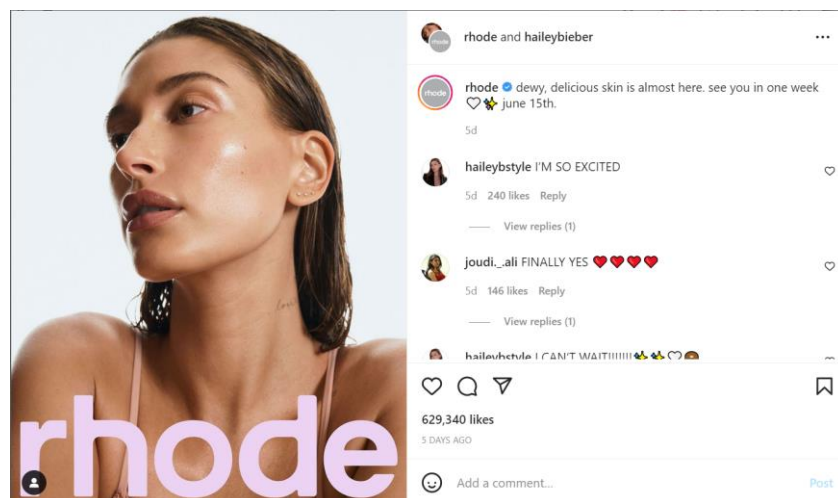 rhode and haileybieber
rhode dewy, delicious skin is almost here. see you in one week
🤍✨ june 15th.
5d
haileybstyle I'M SO EXCITED
5d 240 likes Reply
View replies (1)
joudi._.ali FINALLY YES ❤️❤️❤️❤️
5d 146 likes Reply
View replies (1)
haileybstyle I CAN'T WAIT!!!!!!!✨✨🤍
629,340 likes
5 DAYS AGO
Add a comment...
Post
rhode